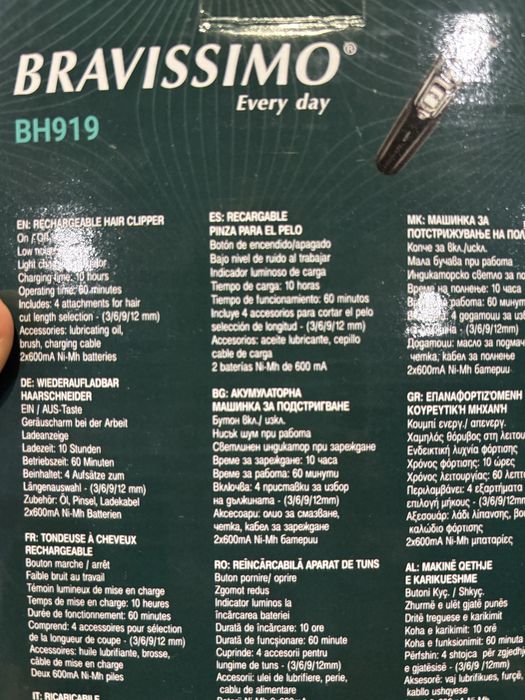 BRAVISSIMO®
Every day
BH919
EN: RECHARGEABLE HAIR CLIPPER
On / Off
Low noise
Light
Charging time: 10 hours
Operating time: 60 minutes
Includes: 4 attachments for hair
cut length selection - (3/6/9/12 mm)
Accessories: lubricating oil,
brush, charging cable
2x600mA Ni-Mh batteries
DE: WIEDERAUFLADBAR
HAARSCHNEIDER
EIN / AUS-Taste
Geräuscharm bei der Arbeit
Ladeanzeige
Ladezeit: 10 Stunden
Betriebszeit: 60 Minuten
Beinhaltet: 4 Aufsätze zum
Längenauswahl - (3/6/9/12 mm)
Zubehör: Öl, Pinsel, Ladekabel
2x600mA Ni-Mh Batterien
FR: TONDEUSE À CHEVEUX
RECHARGEABLE
Bouton marche / arrêt
Faible bruit au travail
Témoin lumineux de mise en charge
Temps de mise en charge: 10 heures
Durée de fonctionnement: 60 minutes
Comprend: 4 accessoires pour sélection
de la longueur de coupe - (3/6/9/12 mm)
Accessoires: huile lubrifiante, brosse,
câble de mise en charge
Deux 600mA Ni-Mh piles
IT: RICARICABILE
ES: RECARGABLE
PINZA PARA EL PELO
Botón de encendido/apagado
Bajo nivel de ruido al trabajar
Indicador luminoso de carga
Tiempo de carga: 10 horas
Tiempo de funcionamiento: 60 minutos
Incluye 4 accesorios para cortar el pelo
selección de longitud - (3/6/9/12mm)
Accesorios: aceite lubricante, cepillo
cable de carga
2 baterías Ni-Mh de 600 mA
BG: АКУМУЛАТОРНА
МАШИНКА ЗА ПОДСТРИГВАНЕ
Бутон вкл./ изкл.
Нисък шум при работа
Светлинен индикатор при зареждане
Време за зареждане: 10 часа
Време за работа: 60 минути
Включва: 4 приставки за избор
на дължината - (3/6/9/12mm)
Аксесоари: олио за смазване,
четка, кабел за зареждане
2x600mA Ni-Mh батерии
RO: REÎNCĂRCABILĂ APARAT DE TUNS
Buton pornire/ oprire
Zgomot redus
Indicator luminos la
încărcarea bateriei
Durată de încărcare: 10 ore
Durată de funcționare: 60 minute
Cuprinde: 4 accesorii pentru
lungime de tuns - (3/6/9/12mm)
Accesorii: ulei de lubrifiere, perie,
cablu de alimentare
MK: МАШИНКА ЗА
ПОТСТРИЖУВАЊЕ НА
Копче за вкл./искл.
Мала бучава при работа
Индикаторско светло за
Време на полнење: 10 часа
работа: 60
4 додатоци за
- (3/6/9/12mm)
Додатоци: масло за
четка, кабел за полнење
2x600mA Ni-Mh батерии
GR: ΕΠΑΝΑΦΟΡΤΙΖΟΜΕΝΗ
ΚΟΥΡΕΥΤΙΚΗ ΜΗΧΑΝΗ
Κουμπί ενεργ./ απενεργ.
Χαμηλός θόρυβος στη
Ενδεικτική λυχνία φόρτισης
Χρόνος φόρτισης: 10 ώρες
Χρόνος λειτουργίας: 60
Περιλαμβάνει: 4 εξαρτήματα
επιλογή μήκους - (3/6/9/12mm)
Αξεσουάρ: λάδι λίπανσης,
καλώδιο φόρτισης
2x600mA Ni-Mh μπαταρίες
AL: MAKINË QETHJE
E KARIKUESHME
Butoni Kyç. / Shkyç.
Zhurmë e ulët gjatë punës
Dritë treguese e karikimit
Koha e karikimit: 10 orë
Koha e funksionimit: 60 minuta
Përfshin: 4 shtojca për
e gjatësisë - (3/6/9/12mm)
Aksesorë: vaj lubrifikues, furçë,
kabllo ushqyes